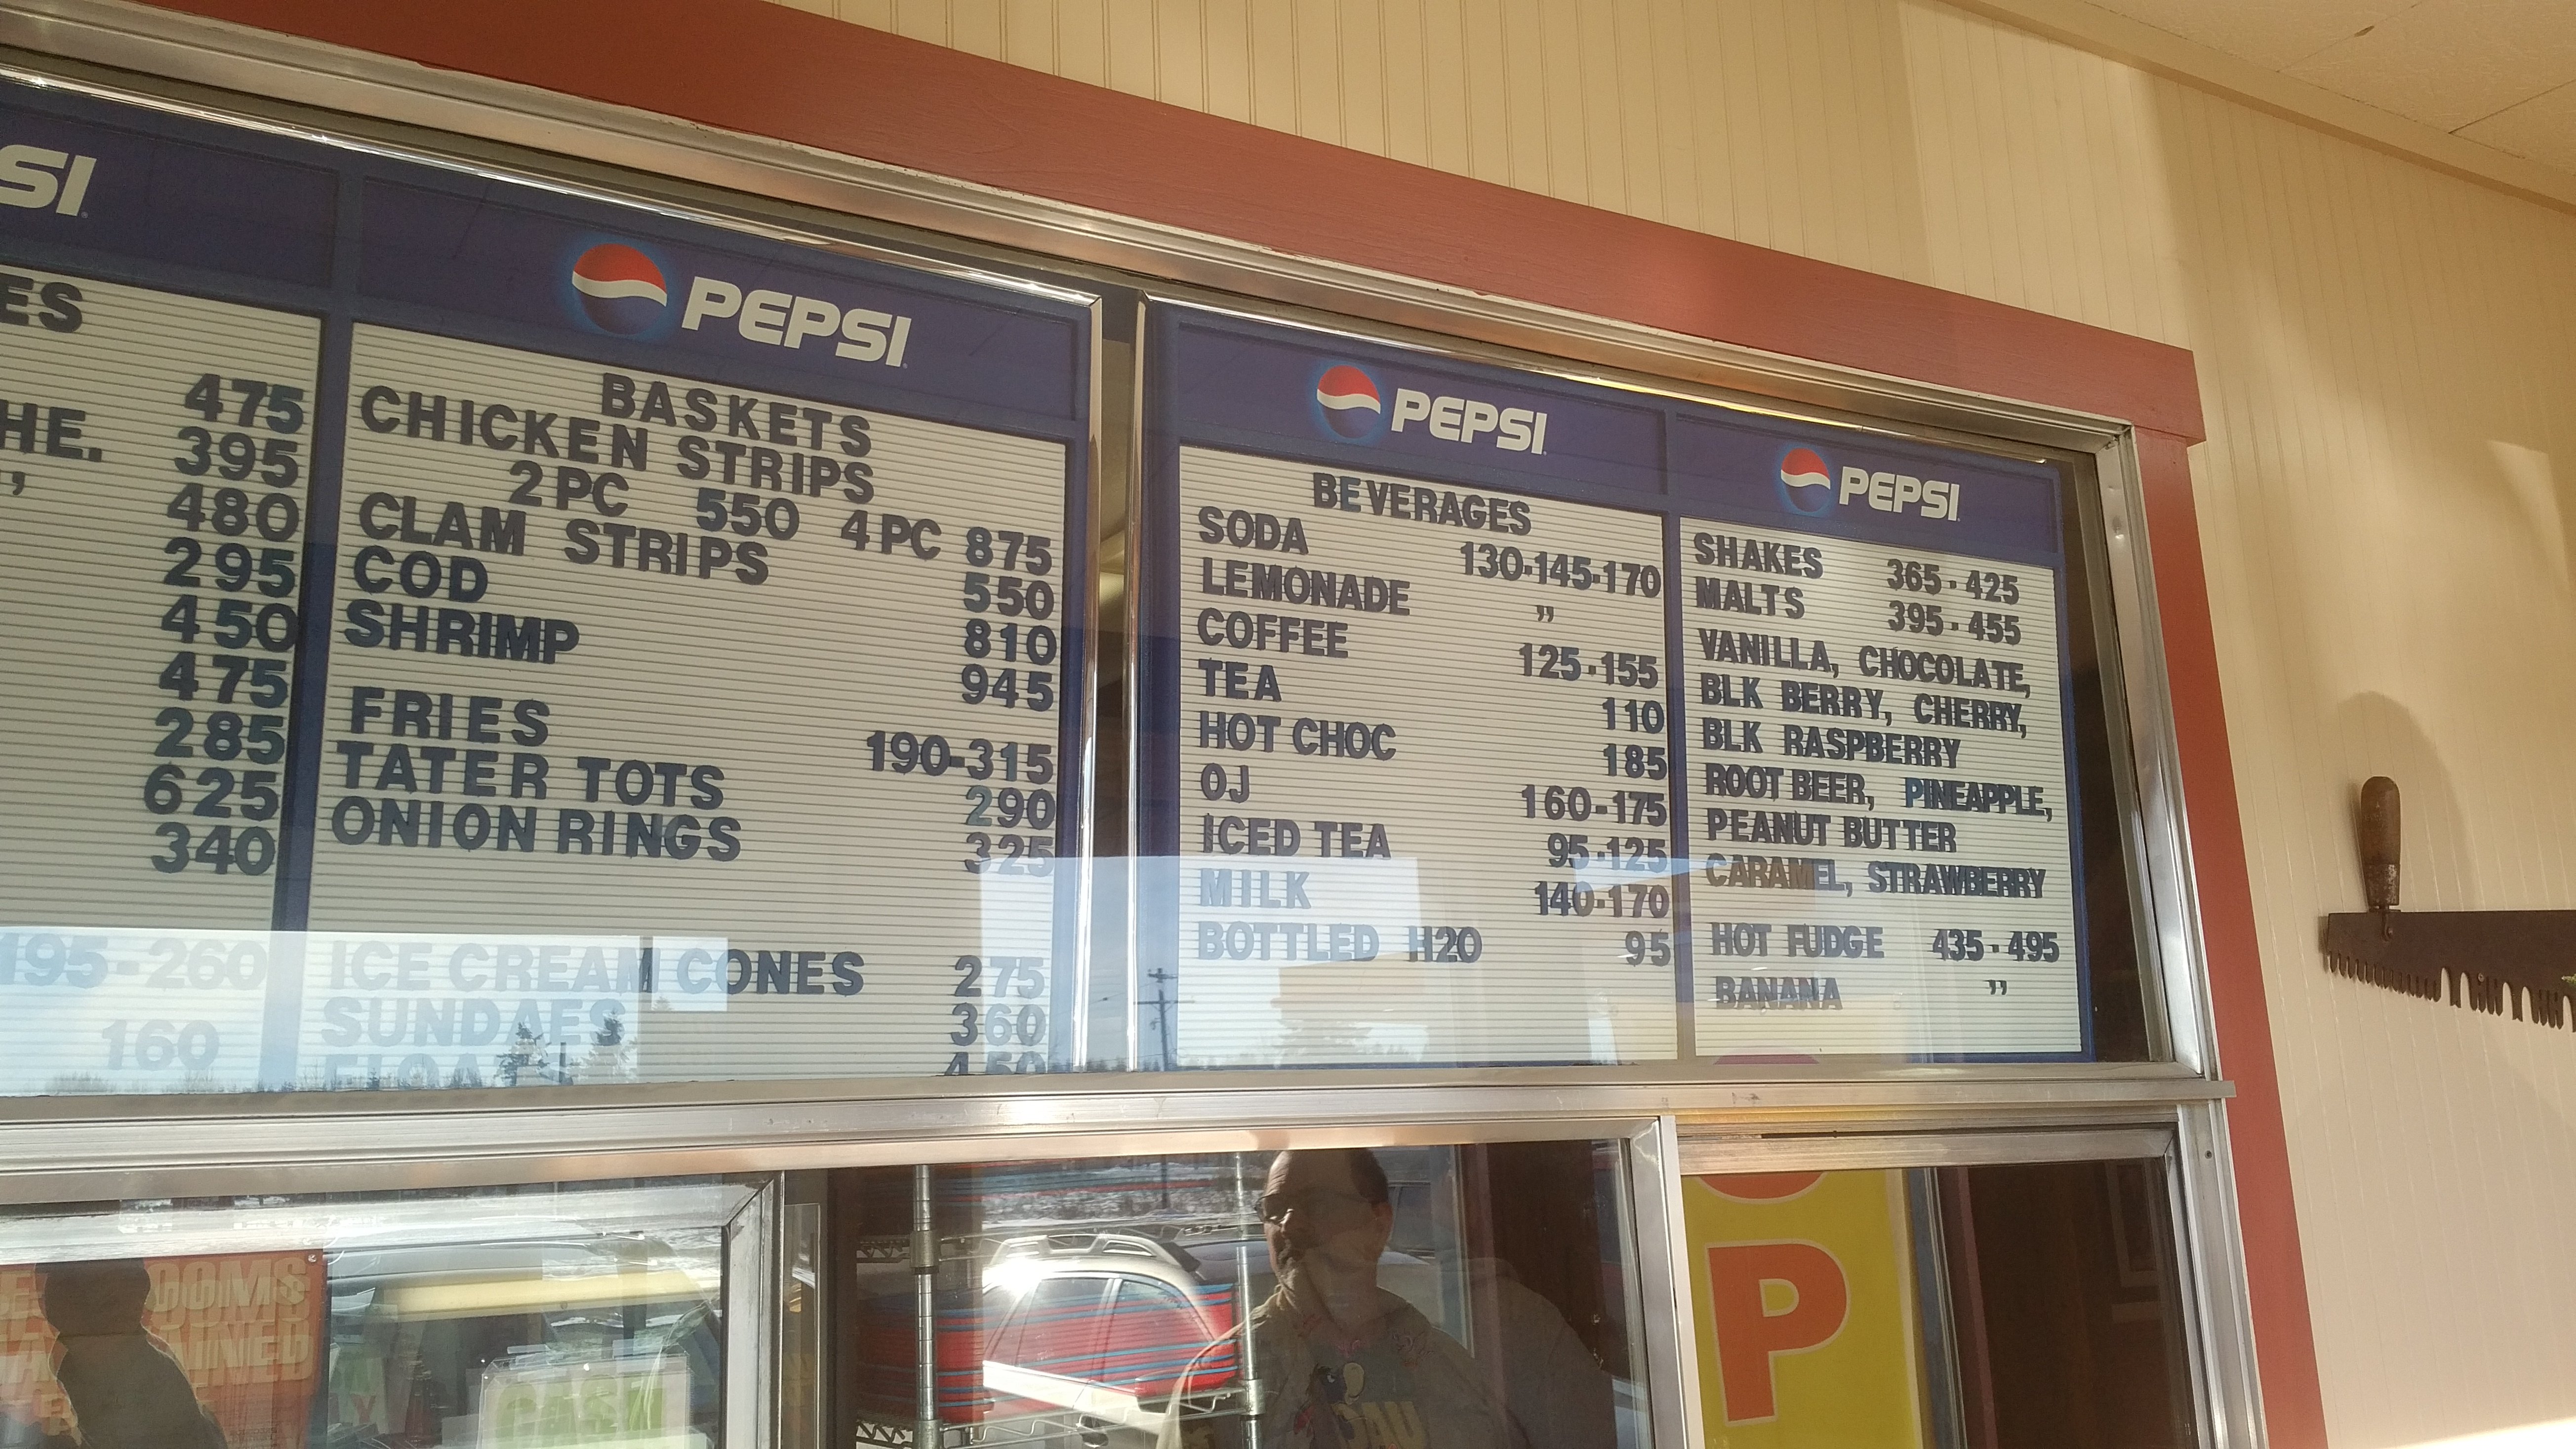 SI
ES
475
HE. 395
" 480
295
450
475
285
625
340
195-260
160
PEPSI
BASKETS
CHICKEN STRIPS
2PC 550 4PC 875
CLAM STRIPS 550
COD 810
SHRIMP 945
FRIES 190-315
TATER TOTS 290
ONION RINGS 325
ICE CREAM CONES 275
SUNDAES 360
PEPSI
BEVERAGES
SODA 130-145-170
LEMONADE "
COFFEE 125-155
TEA 110
HOT CHOC 185
OJ 160-175
ICED TEA 95-125
MILK 140-170
BOTTLED H2O 95
PEPSI
SHAKES 365-425
MALTS 395-455
VANILLA, CHOCOLATE,
BLK BERRY, CHERRY,
BLK RASPBERRY
ROOT BEER, PINEAPPLE,
PEANUT BUTTER
CARAMEL, STRAWBERRY
HOT FUDGE 435-495
BANANA "
OOMS
AINED
CASH
P